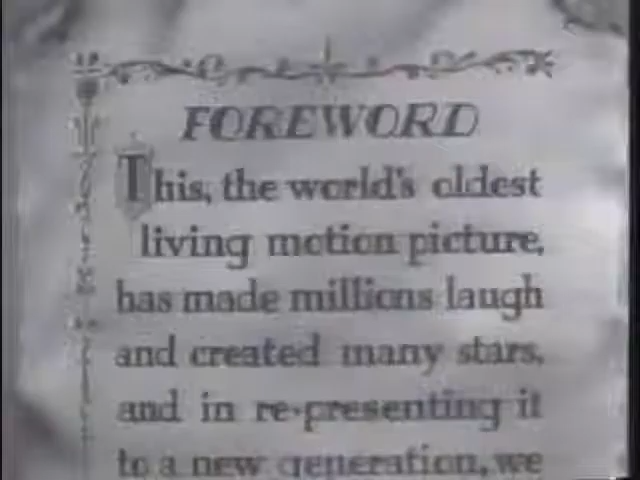 FOREWORD
This, the world's oldest
living motion picture,
has made millions laugh
and created many stars,
and in re-presenting it
to a new generation, we